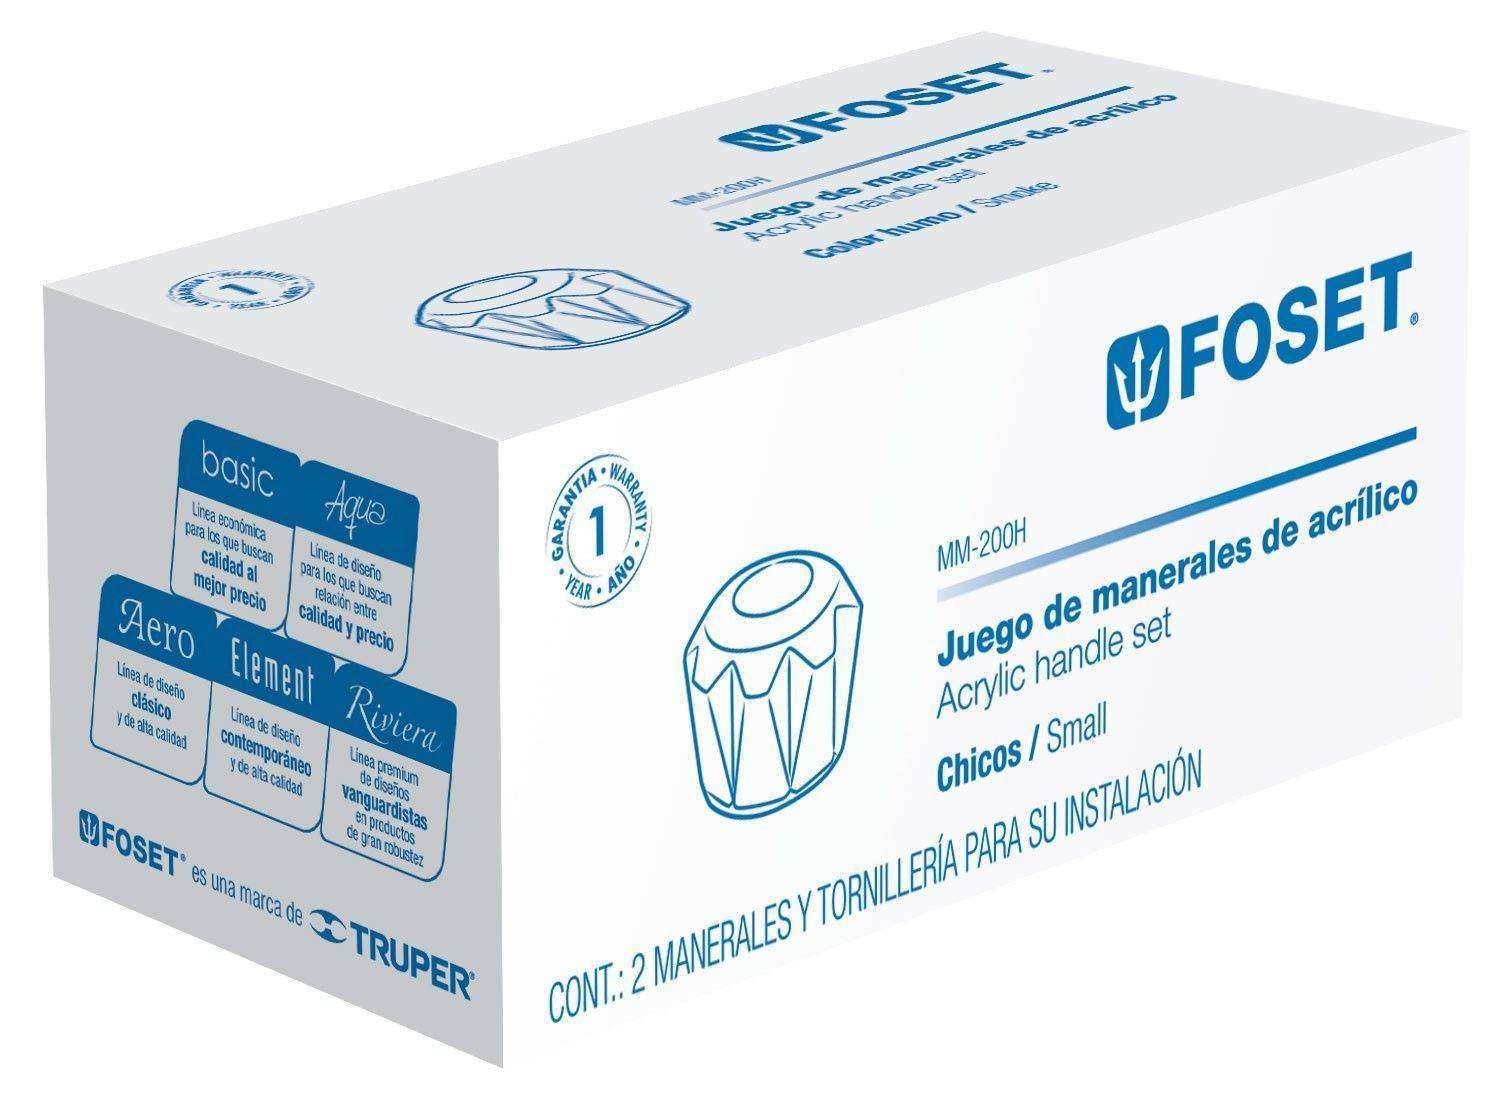 FOSET®
MM-200H
Juego de manerales de acrílico
Acrylic handle set
Color humo / Smoke
GARANTIA • WARRANTY • AÑO • YEAR •
1
FOSET®
MM-200H
Juego de manerales de acrílico
Acrylic handle set
Chicos / Small
GARANTIA • WARRANTY • AÑO • YEAR •
1
CONT.: 2 MANERALES Y TORNILLERÍA PARA SU INSTALACIÓN
basic
Línea económica
para los que buscan
calidad al
mejor precio
Aqua
Línea de diseño
para los que buscan
relación entre
calidad y precio
Aero
Línea de diseño
clásico
y de alta calidad
Element
Línea de diseño
contemporáneo
y de alta calidad
Riviera
Línea premium
de diseños
vanguardistas
en productos
de gran robustez
FOSET® es una marca de TRUPER®